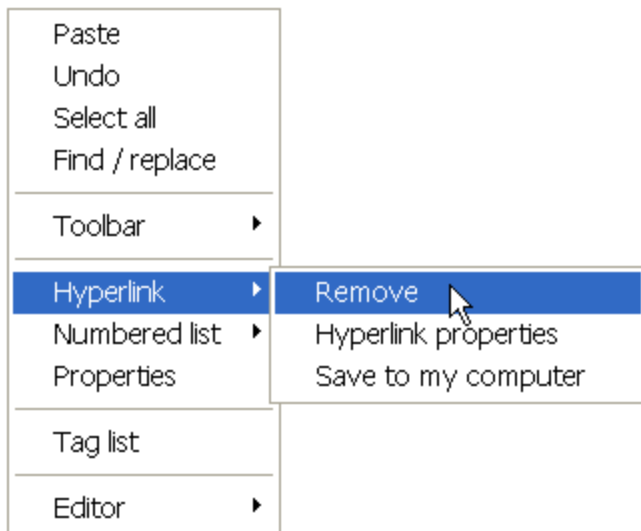 Paste
Undo
Select all
Find / replace
Toolbar
Hyperlink
Numbered list
Properties
Tag list
Editor
Remove
Hyperlink properties
Save to my computer